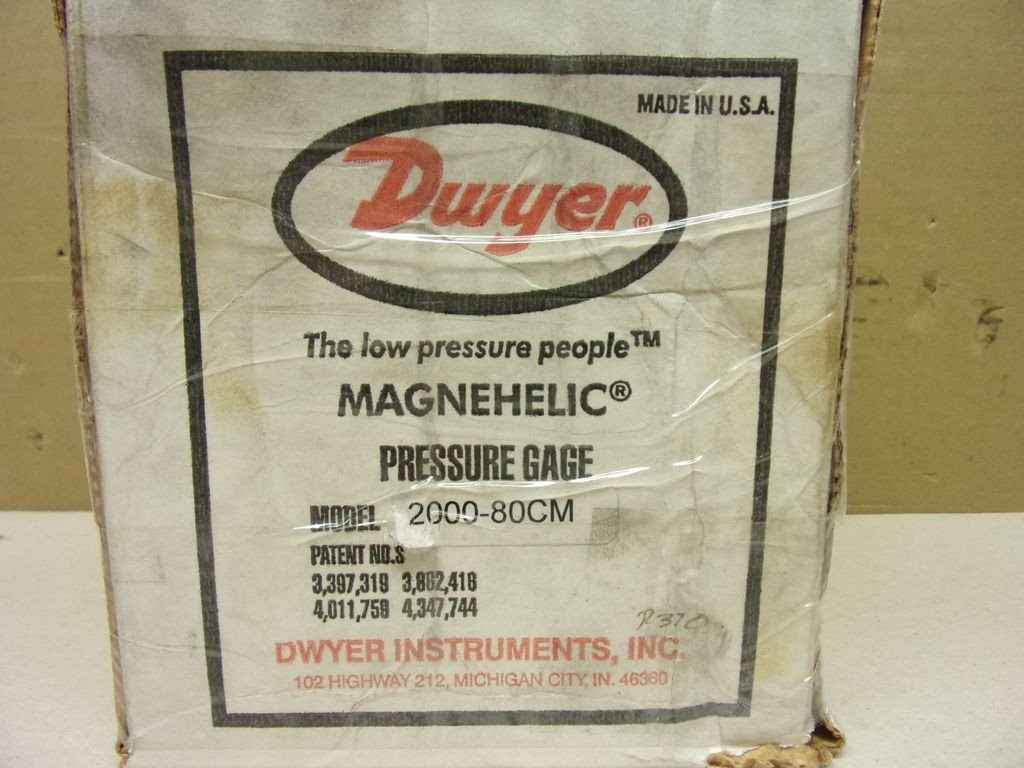 MADE IN U.S.A.
Dwyer®
The low pressure people™
MAGNEHELIC®
PRESSURE GAGE
MODEL 2000-80CM
PATENT NO.S
3,397,319 3,862,416
4,011,759 4,347,744
DWYER INSTRUMENTS, INC.
102 HIGHWAY 212, MICHIGAN CITY, IN. 46360